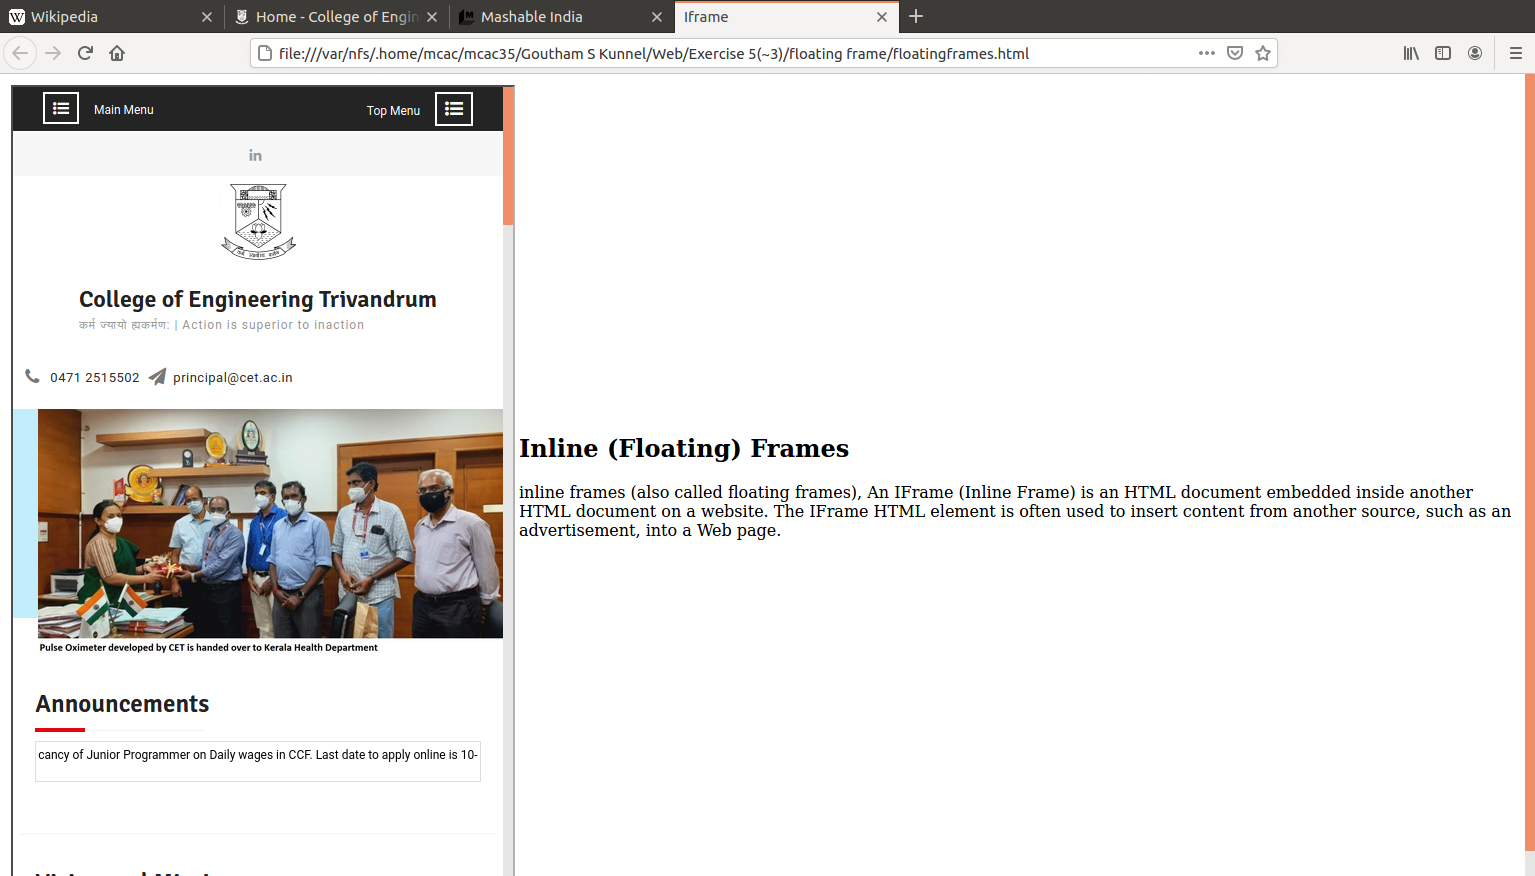 Wikipedia
Home - College of Engin
Mashable India
Iframe
file:///var/nfs/.home/mcac/mcac35/Goutham S Kunnel/Web/Exercise 5(~3)/floating frame/floatingframes.html
Main Menu
Top Menu
in
College of Engineering Trivandrum
कर्म ज्यायो ह्यकर्मण: | Action is superior to inaction
0471 2515502 principal@cet.ac.in
Pulse Oximeter developed by CET is handed over to Kerala Health Department
Announcements
cancy of Junior Programmer on Daily wages in CCF. Last date to apply online is 10-
Inline (Floating) Frames
inline frames (also called floating frames), An IFrame (Inline Frame) is an HTML document embedded inside another
HTML document on a website. The IFrame HTML element is often used to insert content from another source, such as an
advertisement, into a Web page.